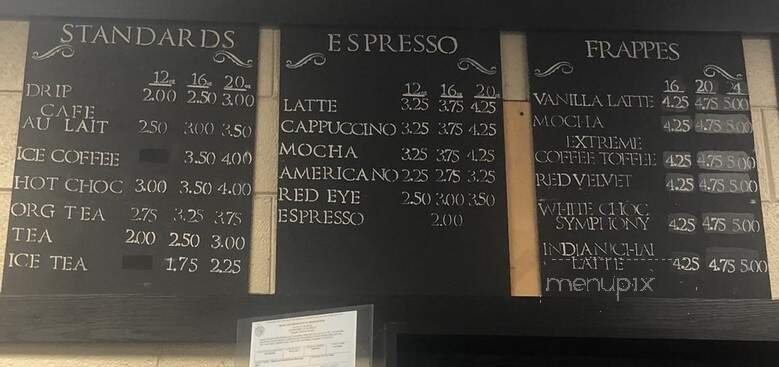 STANDARDS
12oz 16oz 20oz
DRIP 2.00 2.50 3.00
CAFE
AU LAIT 2.50 3.00 3.50
ICE COFFEE 3.50 4.00
HOT CHOC 3.00 3.50 4.00
ORG TEA 2.75 3.25 3.75
TEA 2.00 2.50 3.00
ICE TEA 1.75 2.25
ESPRESSO
12oz 16oz 20oz
LATTE 3.25 3.75 4.25
CAPPUCCINO 3.25 3.75 4.25
MOCHA 3.25 3.75 4.25
AMERICANO 2.25 2.75 3.25
RED EYE 2.50 3.00 3.50
ESPRESSO 2.00
FRAPPES
16 20
VANILLA LATTE 4.25 4.75 5.00
MOCHA 4.25 4.75 5.00
EXTREME
COFFEE TOFFEE 4.25 4.75 5.00
RED VELVET 4.25 4.75 5.00
WHITE CHOC
SYMPHONY 4.25 4.75 5.00
INDIAN CHAI
LATTE 4.25 4.75 5.00
menupix